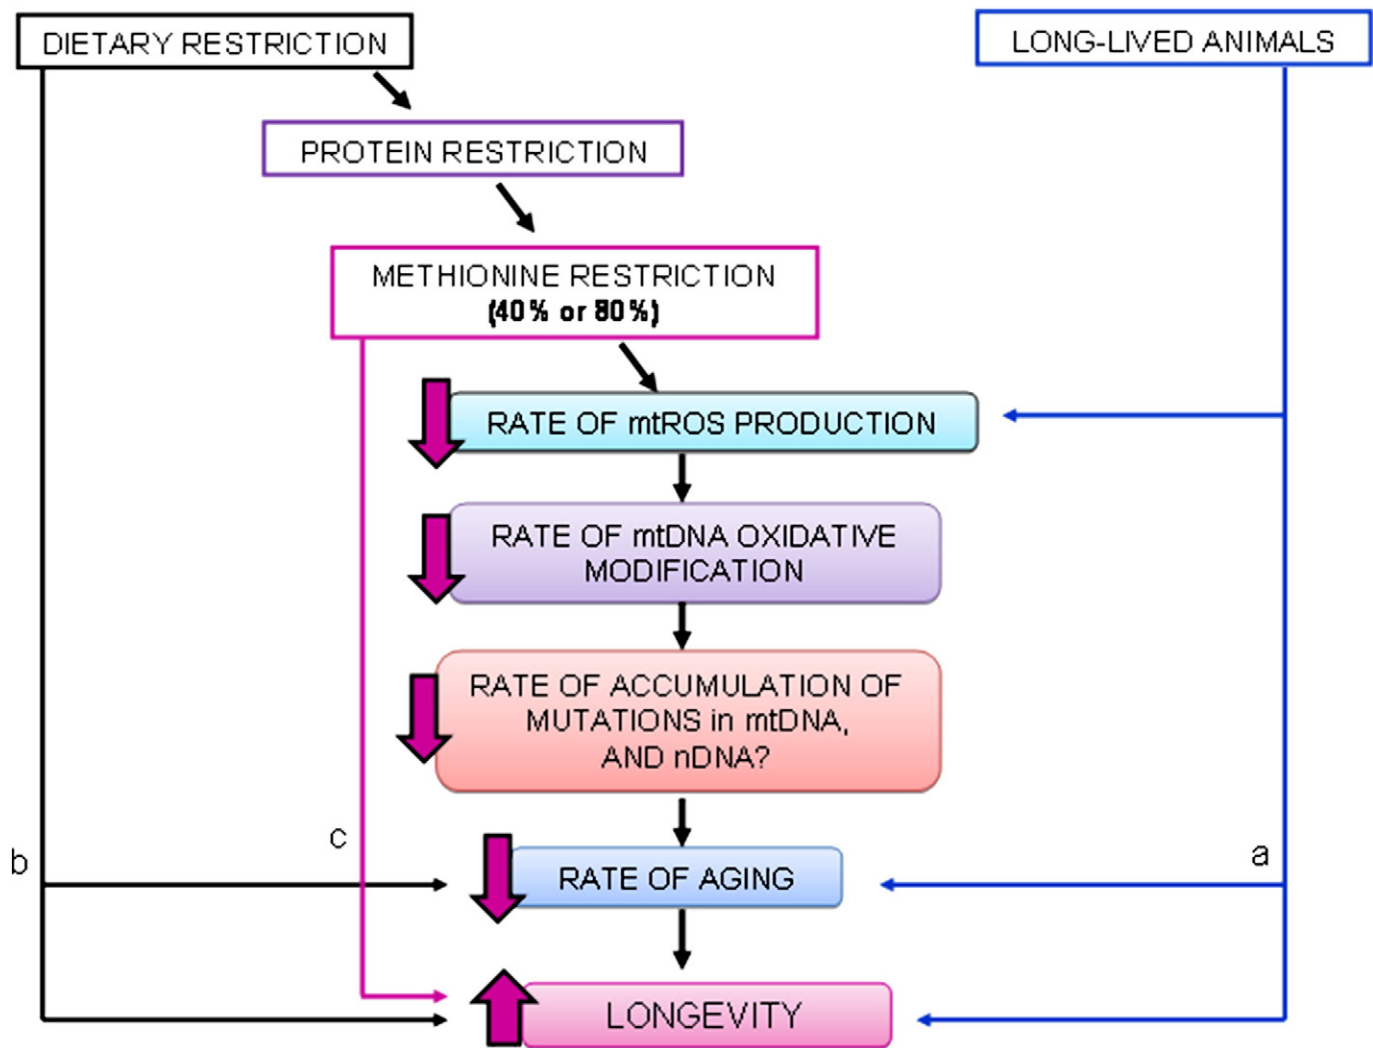 DIETARY RESTRICTION
LONG-LIVED ANIMALS
PROTEIN RESTRICTION
METHIONINE RESTRICTION
(40% or 80%)
RATE OF mtROS PRODUCTION
RATE OF mtDNA OXIDATIVE
MODIFICATION
RATE OF ACCUMULATION OF
MUTATIONS in mtDNA,
AND nDNA?
c
b
a
RATE OF AGING
LONGEVITY